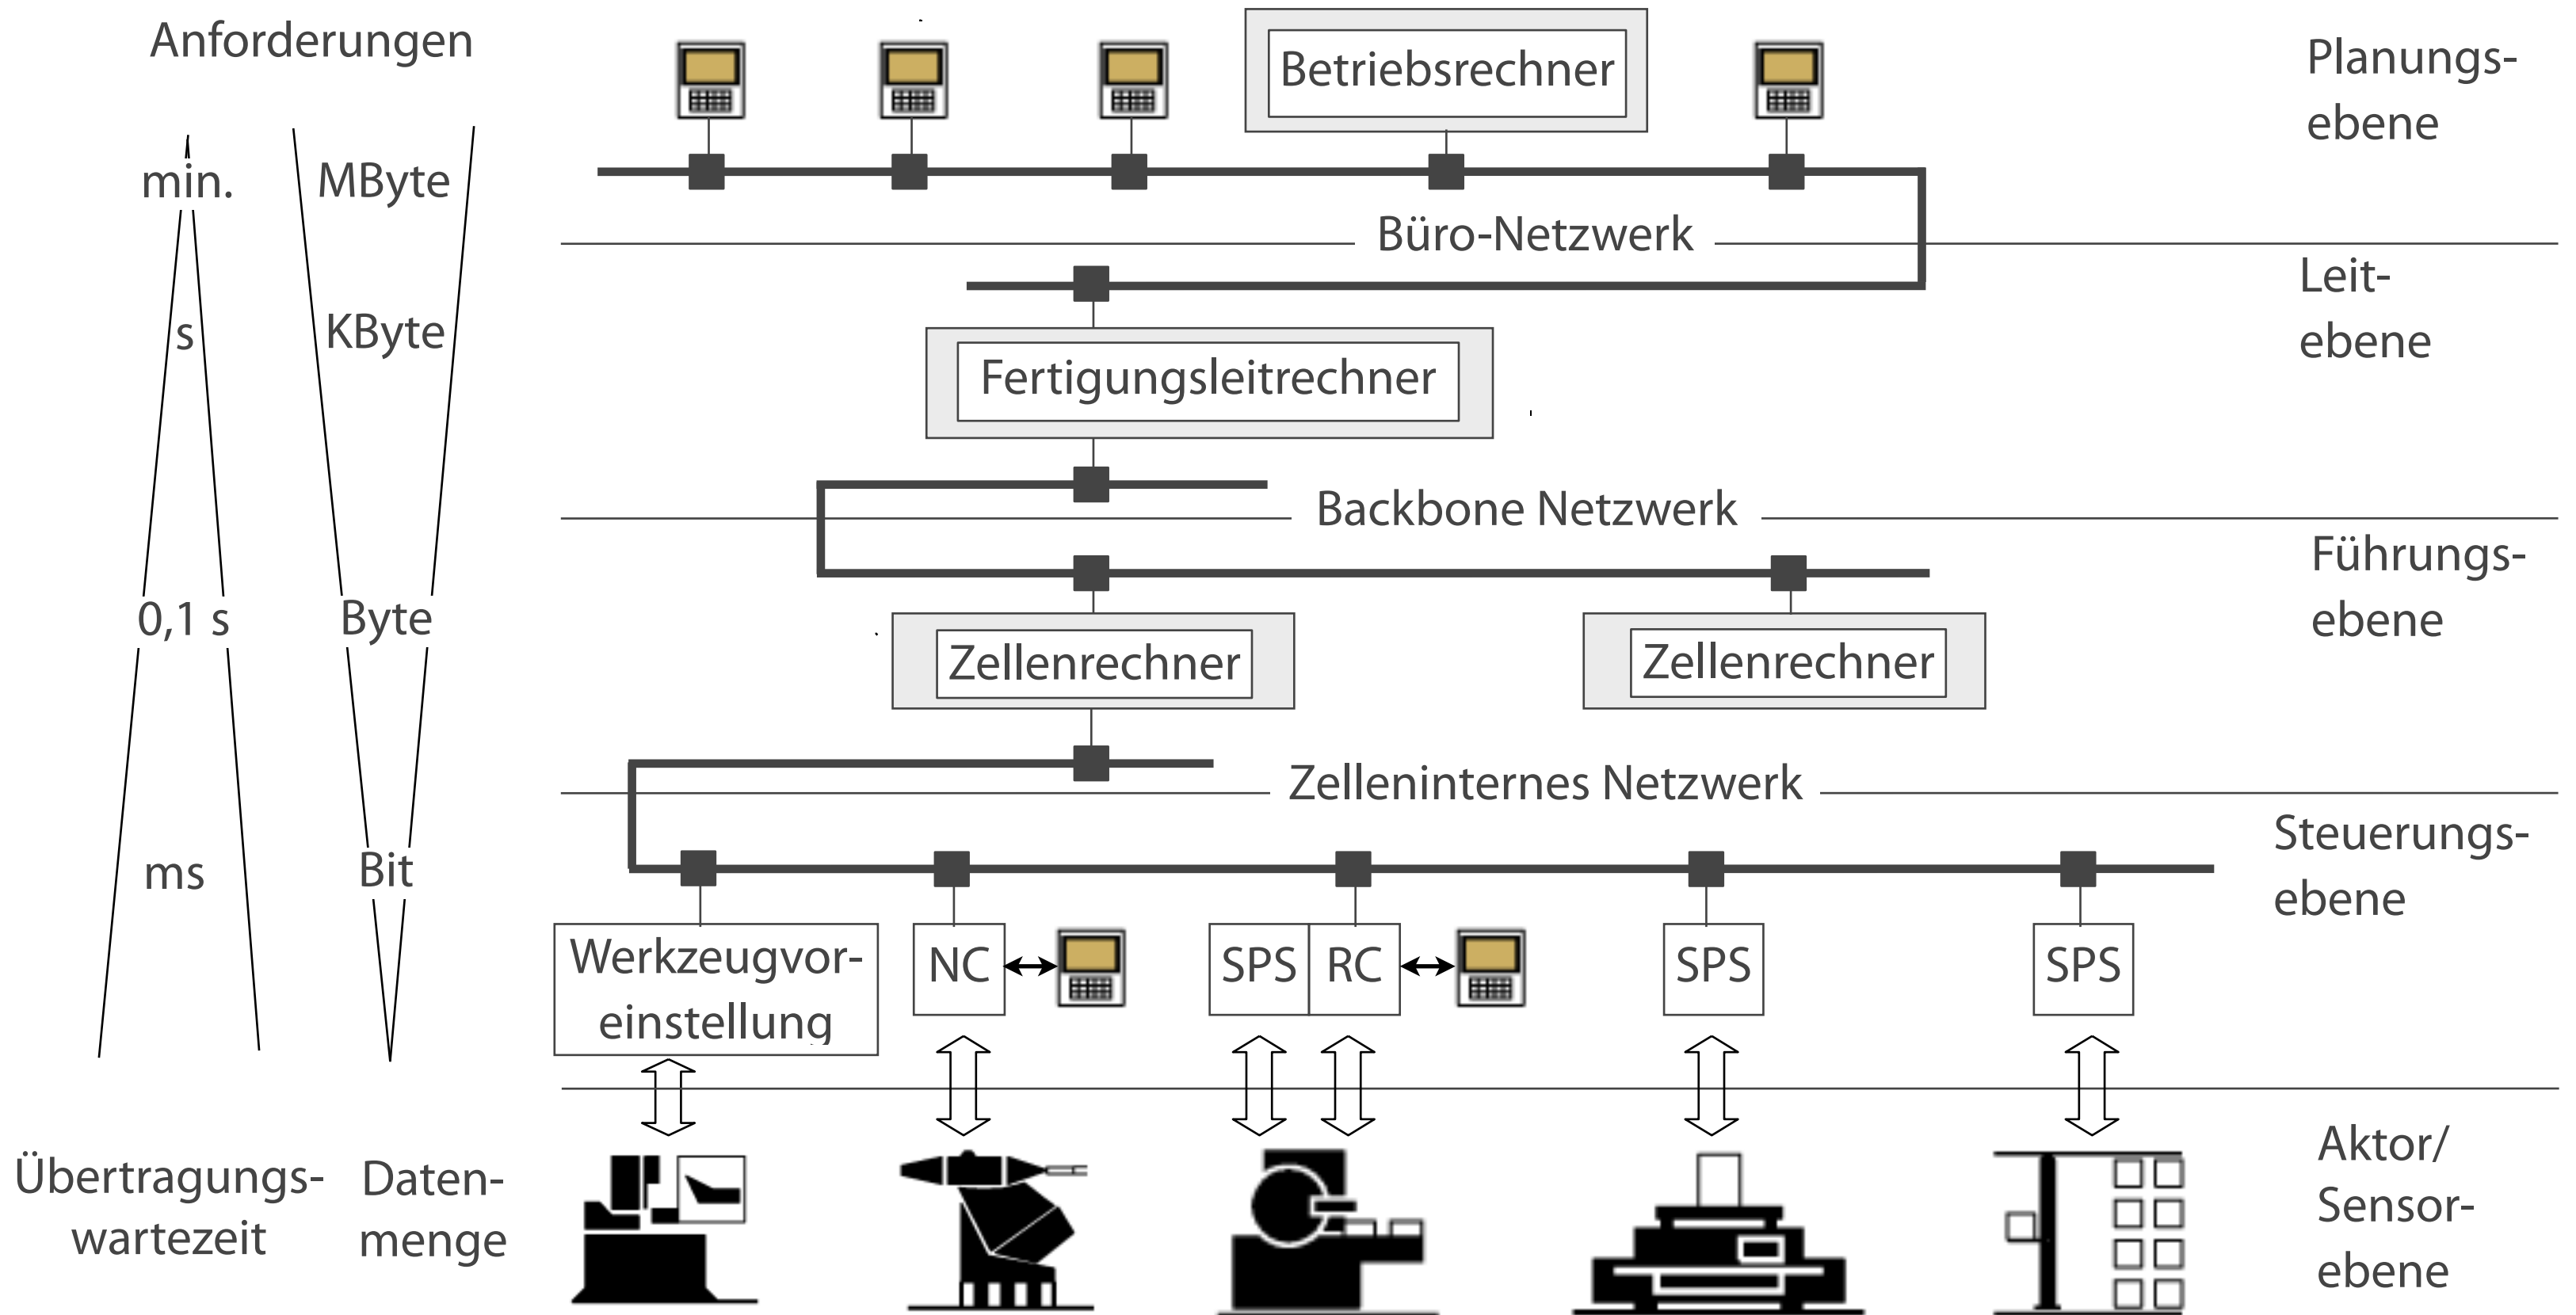 Anforderungen
Betriebsrechner
Planungs-
ebene
min.
MByte
Büro-Netzwerk
Leit-
ebene
s
KByte
Fertigungsleitrechner
Backbone Netzwerk
Führungs-
ebene
0,1 s
Byte
Zellenrechner
Zellenrechner
Zelleninternes Netzwerk
Steuerungs-
ebene
ms
Bit
Werkzeugvor-
einstellung
NC
SPS
RC
SPS
SPS
Übertragungs-
wartezeit
Daten-
menge
Aktor/
Sensor-
ebene